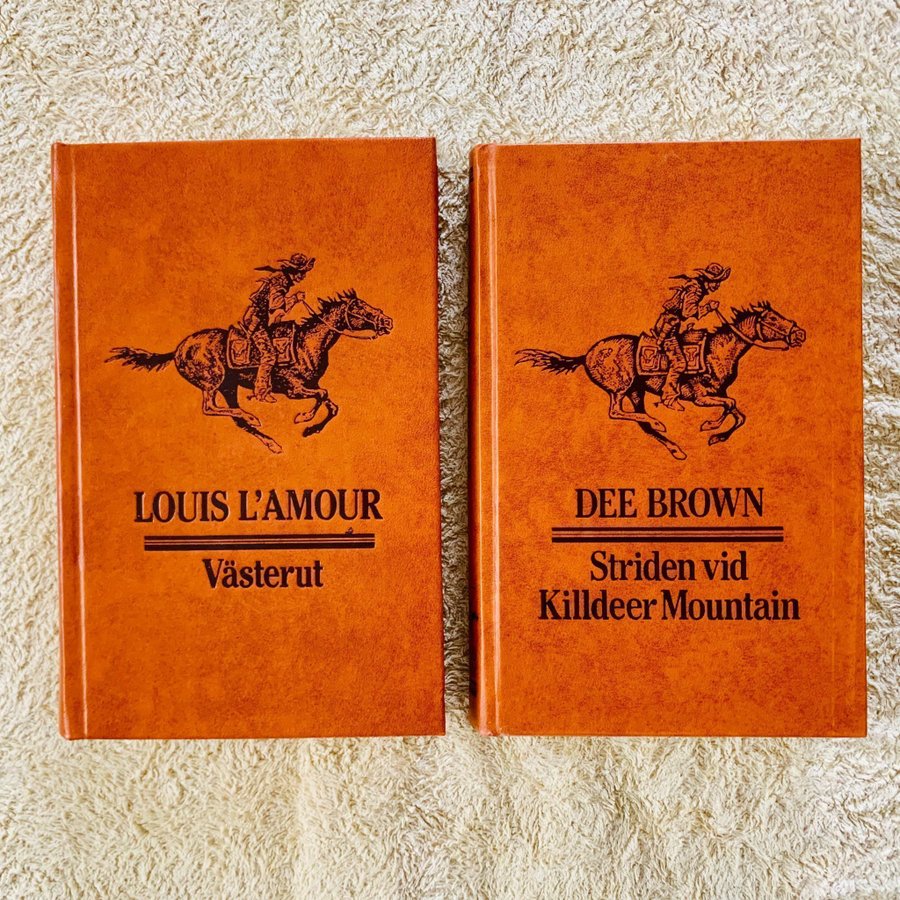 LOUIS L'AMOUR
Västerut
DEE BROWN
Striden vid
Killdeer Mountain